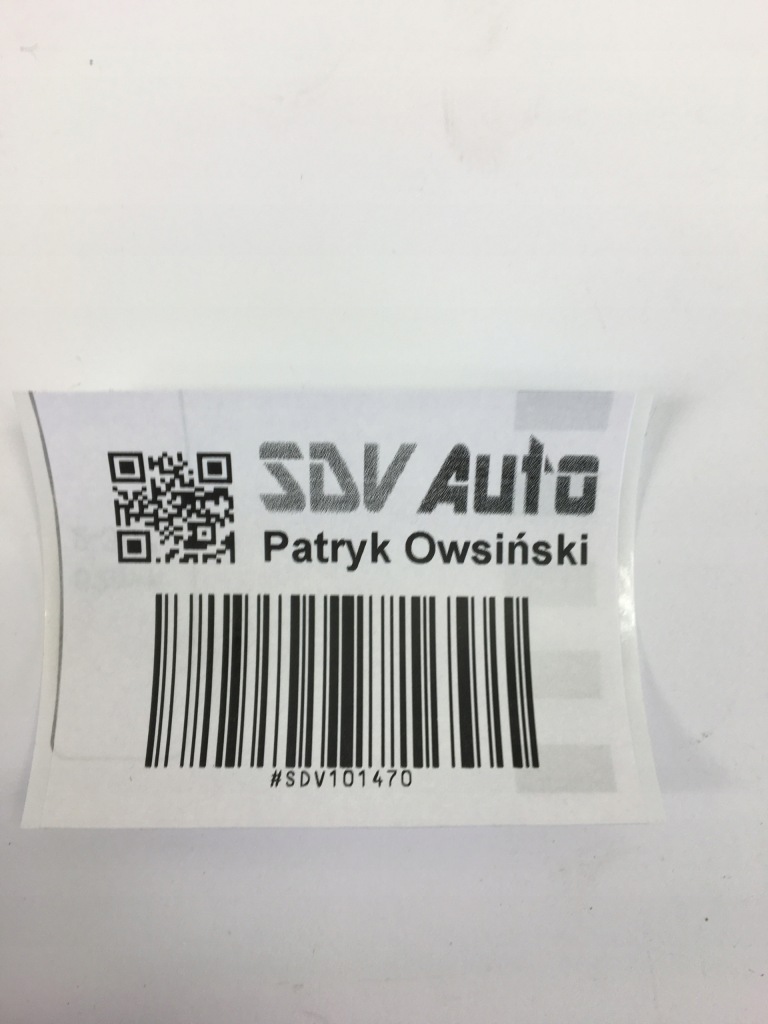 SDV Auto
Patryk Owsiński
#SDV101470